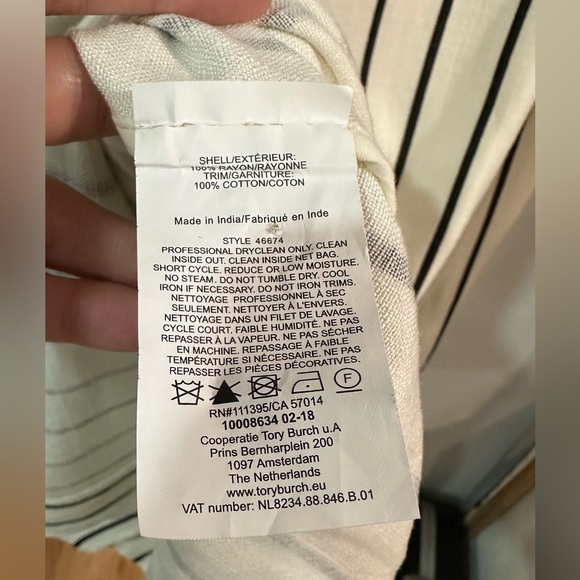 SHELL/EXTÉRIEUR:
100% RAYON/RAYONNE
TRIM/GARNITURE:
100% COTTON/COTON
Made in India/Fabriqué en Inde
STYLE 46674
PROFESSIONAL DRYCLEAN ONLY. CLEAN
INSIDE OUT. CLEAN INSIDE NET BAG,
SHORT CYCLE. REDUCE OR LOW MOISTURE.
NO STEAM. DO NOT TUMBLE DRY. COOL
IRON IF NECESSARY. DO NOT IRON TRIMS.
NETTOYAGE PROFESSIONNEL À SEC
SEULEMENT. NETTOYER À L'ENVERS.
NETTOYAGE DANS UN FILET DE LAVAGE.
CYCLE COURT. FAIBLE HUMIDITÉ. NE PAS
REPASSER À LA VAPEUR. NE PAS SÉCHER
EN MACHINE. REPASSAGE À FAIBLE
TEMPÉRATURE SI NÉCESSAIRE. NE PAS
REPASSER LES PIÈCES DÉCORATIVES.
F
RN#111395/CA 57014
10008634 02-18
Cooperatie Tory Burch u.A
Prins Bernharplein 200
1097 Amsterdam
The Netherlands
www.toryburch.eu
VAT number: NL8234.88.846.B.01